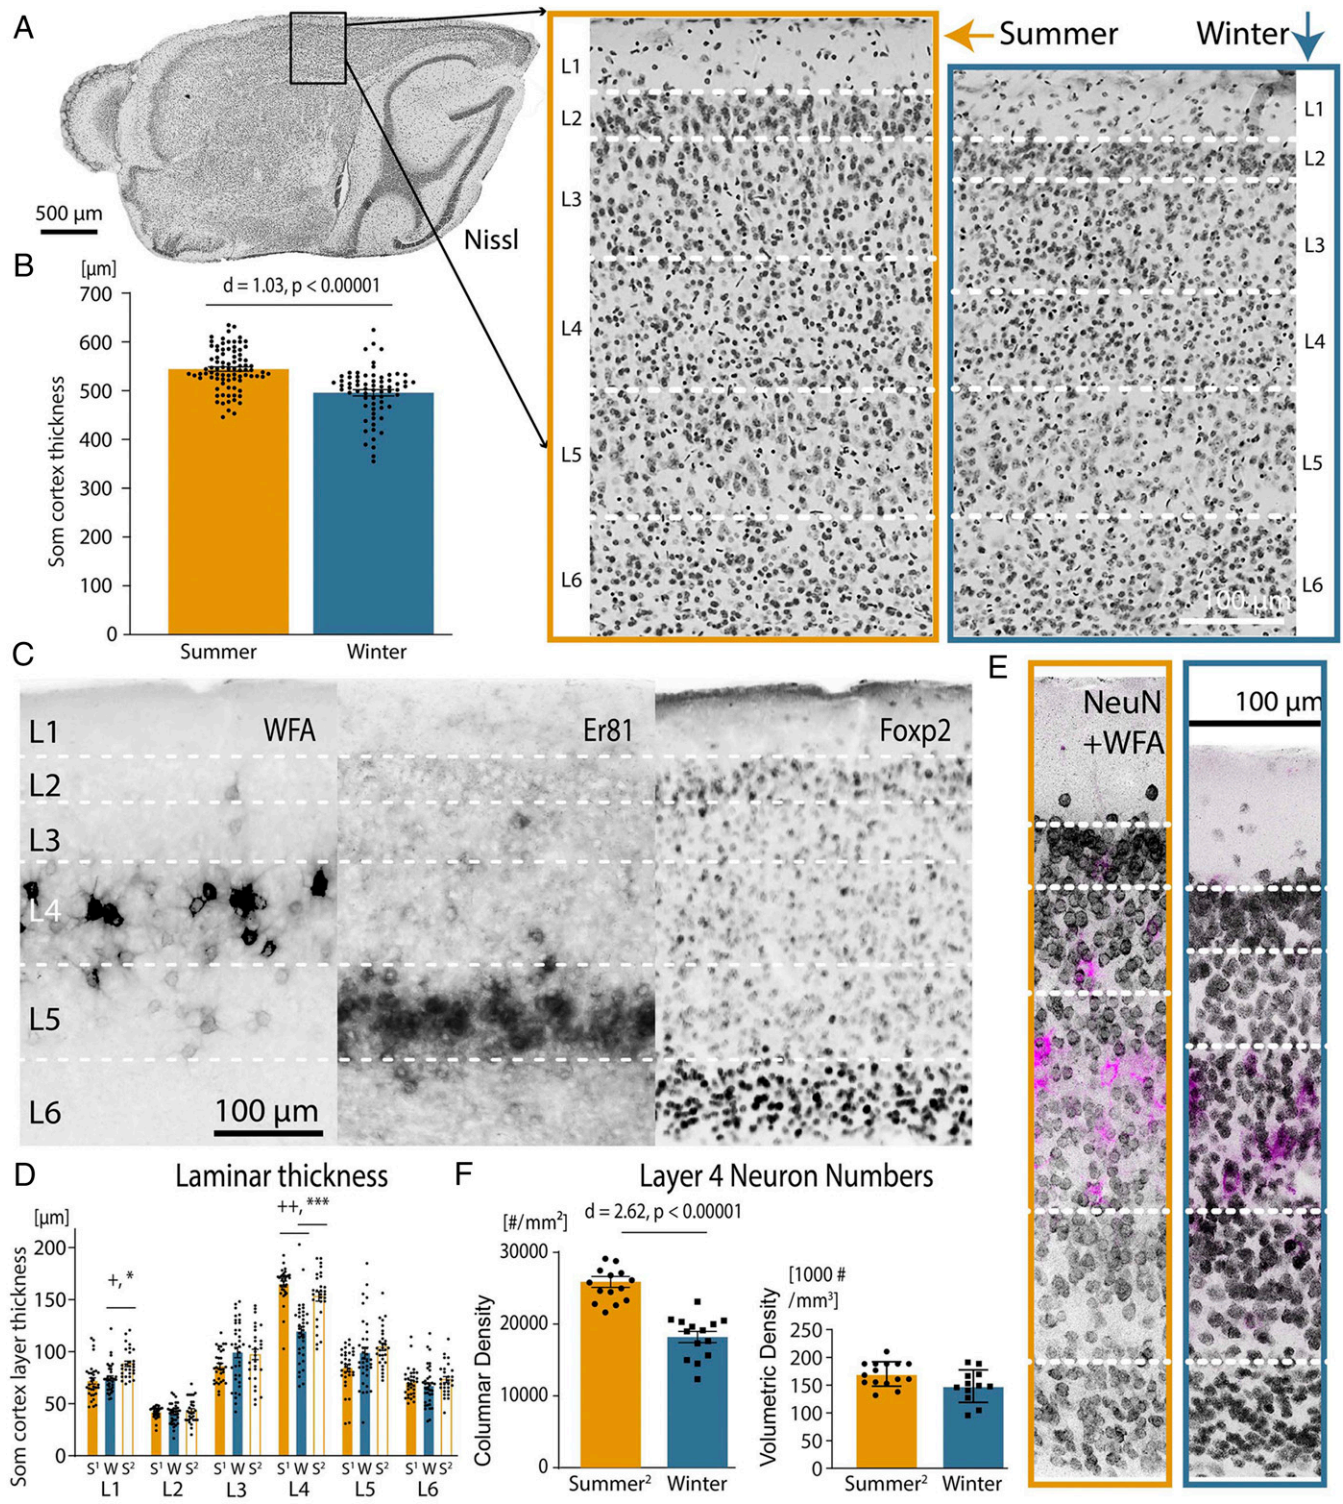 A
500 μm
Nissl
Summer
Winter
L1
L2
L3
L4
L5
L6
L1
L2
L3
L4
L5
L6
100 μm
B
[μm]
d = 1.03, p < 0.00001
Som cortex thickness
700
600
500
400
300
200
100
0
Summer
Winter
C
L1
L2
L3
L4
L5
L6
WFA
Er81
Foxp2
100 μm
E
NeuN
+WFA
100 μm
D
Laminar thickness
[μm]
Som cortex layer thickness
200
150
100
50
0
+, *
++, ***
S¹ W S² S¹ W S² S¹ W S² S¹ W S² S¹ W S² S¹ W S²
L1 L2 L3 L4 L5 L6
F
Layer 4 Neuron Numbers
[#/mm²]
d = 2.62, p < 0.00001
Columnar Density
30000
20000
10000
0
Summer² Winter
[1000 #
/mm³]
Volumetric Density
250
200
150
100
50
0
Summer² Winter